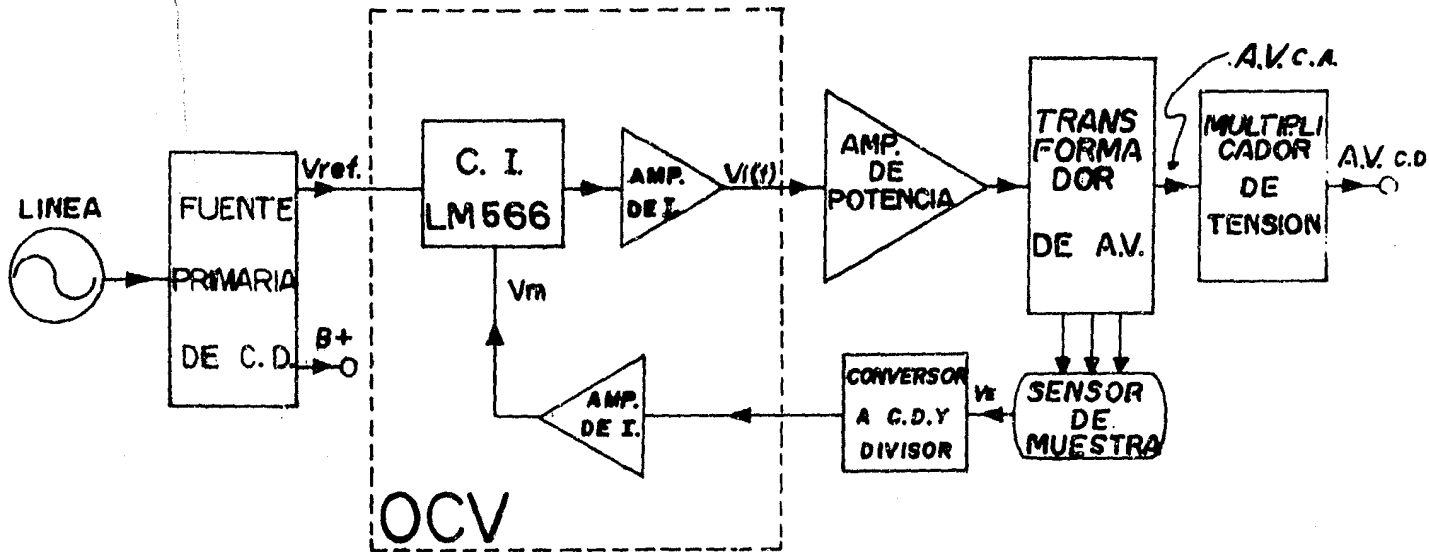 LINEA
FUENTE
PRIMARIA
DE C.D.
Vref.
B+
C. I.
LM566
AMP.
DE I.
Vi(t)
Vm
AMP.
DE I.
OCV
AMP.
DE
POTENCIA
TRANS
FORMA
DOR
DE A.V.
A.V. C.A.
MULTIPLI
CADOR
DE
TENSION
A.V. C.D
SENSOR
DE
MUESTRA
CONVERSOR
A C.D.Y
DIVISOR